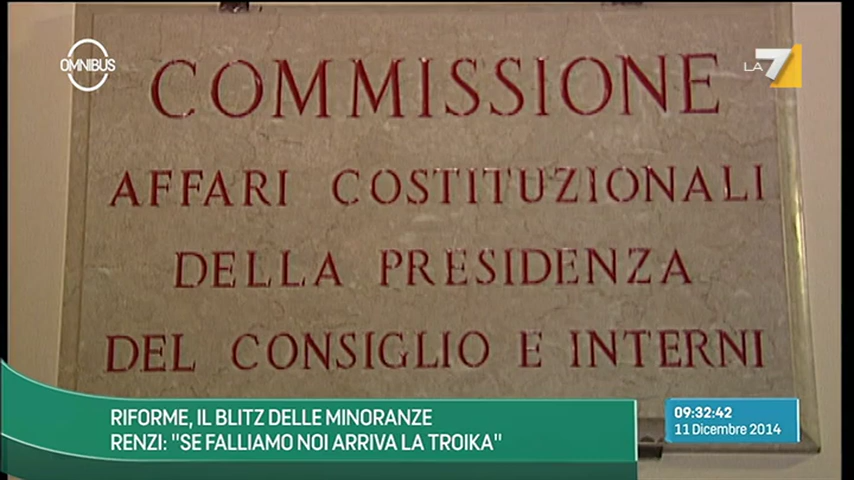 OMNIBUS
LA7
COMMISSIONE
AFFARI COSTITUZIONALI
DELLA PRESIDENZA
DEL CONSIGLIO E INTERNI
RIFORME, IL BLITZ DELLE MINORANZE
RENZI: "SE FALLIAMO NOI ARRIVA LA TROIKA"
09:32:42
11 Dicembre 2014